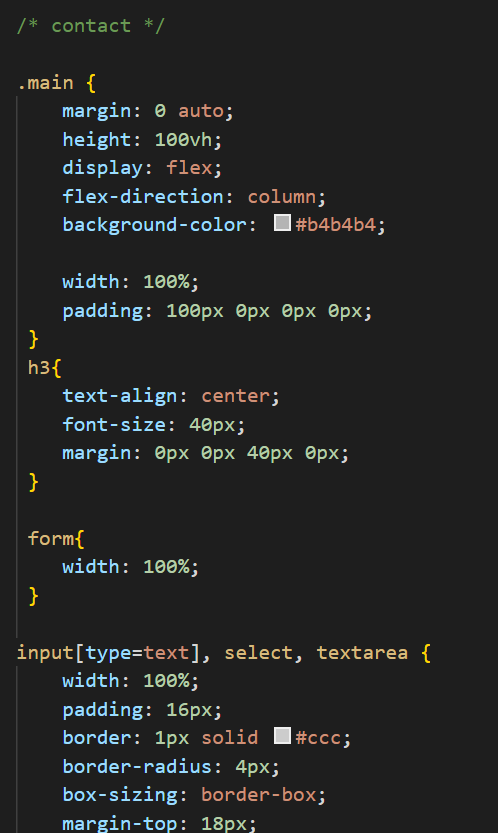 /* contact */
.main {
margin: 0 auto;
height: 100vh;
display: flex;
flex-direction: column;
background-color: #b4b4b4;
width: 100%;
padding: 100px 0px 0px 0px;
}
h3{
text-align: center;
font-size: 40px;
margin: 0px 0px 40px 0px;
}
form{
width: 100%;
}
input[type=text], select, textarea {
width: 100%;
padding: 16px;
border: 1px solid #ccc;
border-radius: 4px;
box-sizing: border-box;
margin-top: 18px;